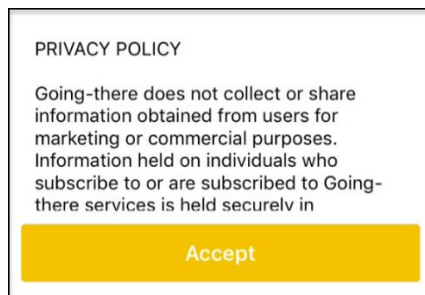 PRIVACY POLICY
Going-there does not collect or share
information obtained from users for
marketing or commercial purposes.
Information held on individuals who
subscribe to or are subscribed to Going-
there services is held securely in
Accept